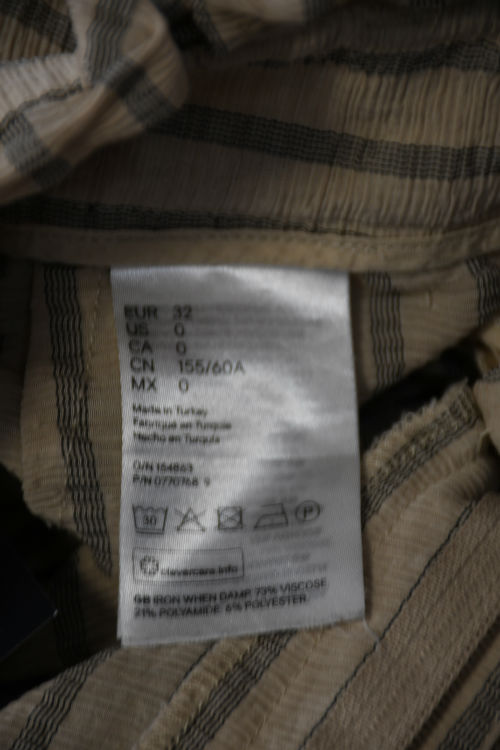 EUR 32
US 0
CA 0
CN 155/60A
MX 0
Made in Turkey
Fabriqué en Turquie
Hecho en Turquía
O/N 164863
P/N 0770768 9
30
P
clevercare.info
GB IRON WHEN DAMP. 73% VISCOSE
21% POLYAMIDE. 6% POLYESTER.